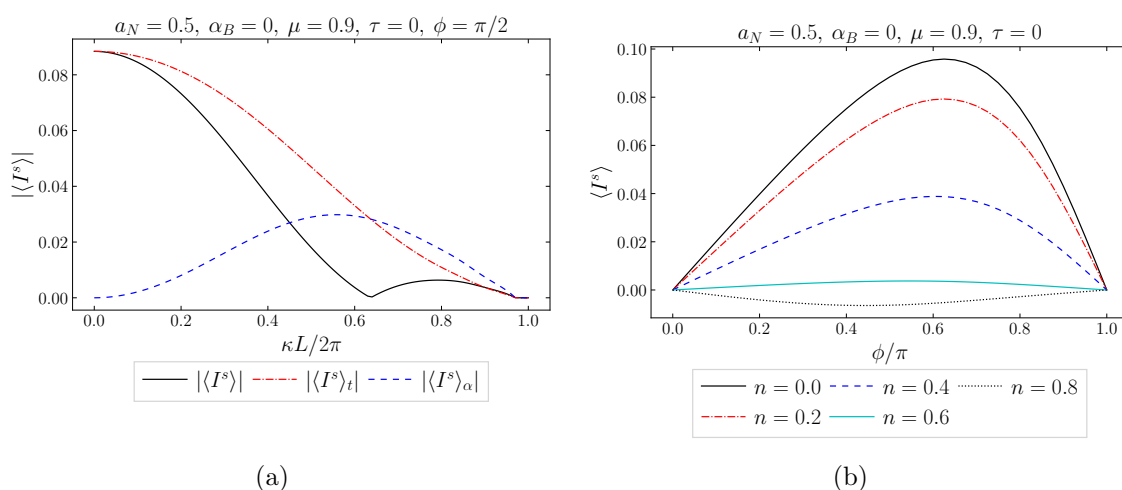 a_N = 0.5, α_B = 0, μ = 0.9, τ = 0, φ = π/2
|⟨I^s⟩|
0.08
0.06
0.04
0.02
0.00
0.0 0.2 0.4 0.6 0.8 1.0
κL/2π
|⟨I^s⟩| |⟨I^s⟩_t| |⟨I^s⟩_α|
(a)
a_N = 0.5, α_B = 0, μ = 0.9, τ = 0
⟨I^s⟩
0.10
0.08
0.06
0.04
0.02
0.00
0.0 0.2 0.4 0.6 0.8 1.0
ϕ/π
n = 0.0 n = 0.4 n = 0.8
n = 0.2 n = 0.6
(b)